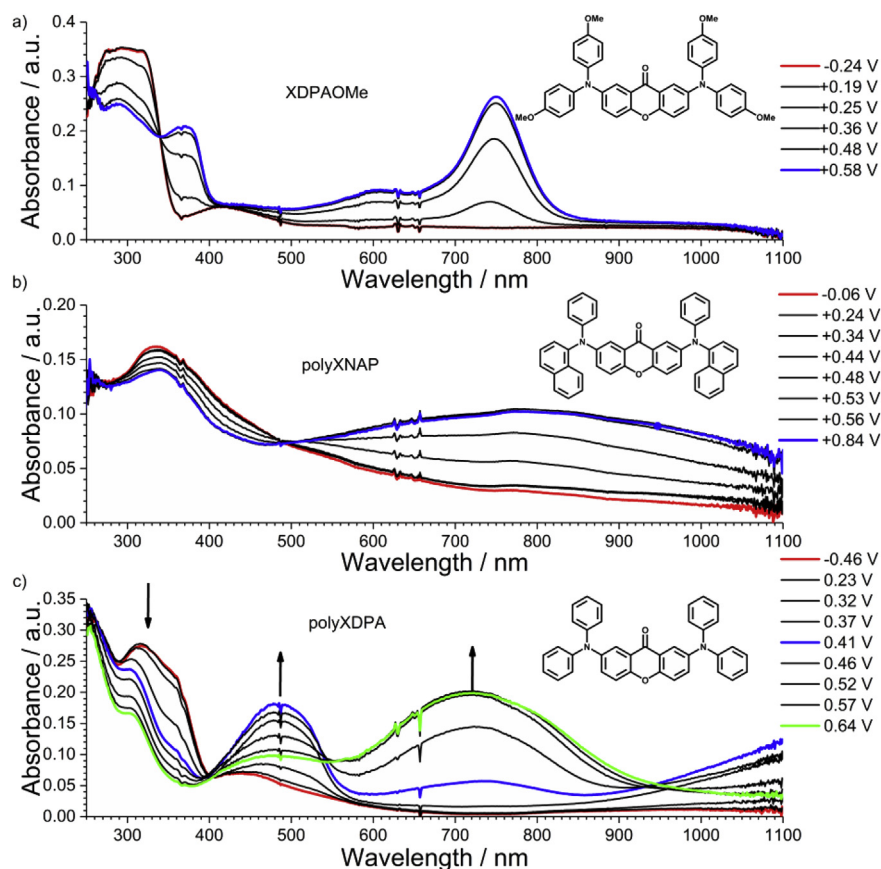 a)
0.4
0.3
0.2
0.1
0.0
Absorbance / a.u.
XDPAOMe
OMe
OMe
N
O
N
MeO
O
OMe
-0.24 V
+0.19 V
+0.25 V
+0.36 V
+0.48 V
+0.58 V
300 400 500 600 700 800 900 1000 1100
Wavelength / nm
b)
0.20
0.15
0.10
0.05
0.00
Absorbance / a.u.
polyXNAP
N
O
N
O
-0.06 V
+0.24 V
+0.34 V
+0.44 V
+0.48 V
+0.53 V
+0.56 V
+0.84 V
300 400 500 600 700 800 900 1000 1100
Wavelength / nm
c)
0.35
0.30
0.25
0.20
0.15
0.10
0.05
0.00
Absorbance / a.u.
polyXDPA
N
O
N
O
-0.46 V
0.23 V
0.32 V
0.37 V
0.41 V
0.46 V
0.52 V
0.57 V
0.64 V
300 400 500 600 700 800 900 1000 1100
Wavelength / nm